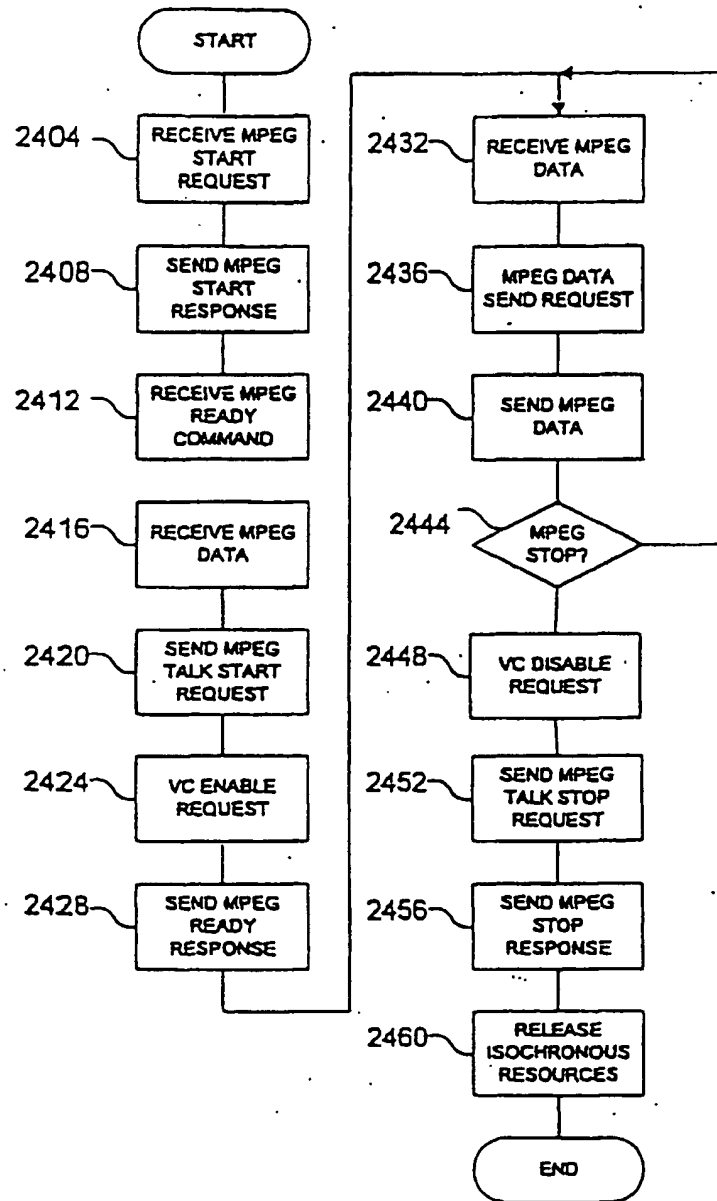 START
2404
RECEIVE MPEG
START
REQUEST
2408
SEND MPEG
START
RESPONSE
2412
RECEIVE MPEG
READY
COMMAND
2416
RECEIVE MPEG
DATA
2420
SEND MPEG
TALK START
REQUEST
2424
VC ENABLE
REQUEST
2428
SEND MPEG
READY
RESPONSE
2432
RECEIVE MPEG
DATA
2436
MPEG DATA
SEND REQUEST
2440
SEND MPEG
DATA
2444
MPEG
STOP?
2448
VC DISABLE
REQUEST
2452
SEND MPEG
TALK STOP
REQUEST
2456
SEND MPEG
STOP
RESPONSE
2460
RELEASE
ISOCHRONOUS
RESOURCES
END